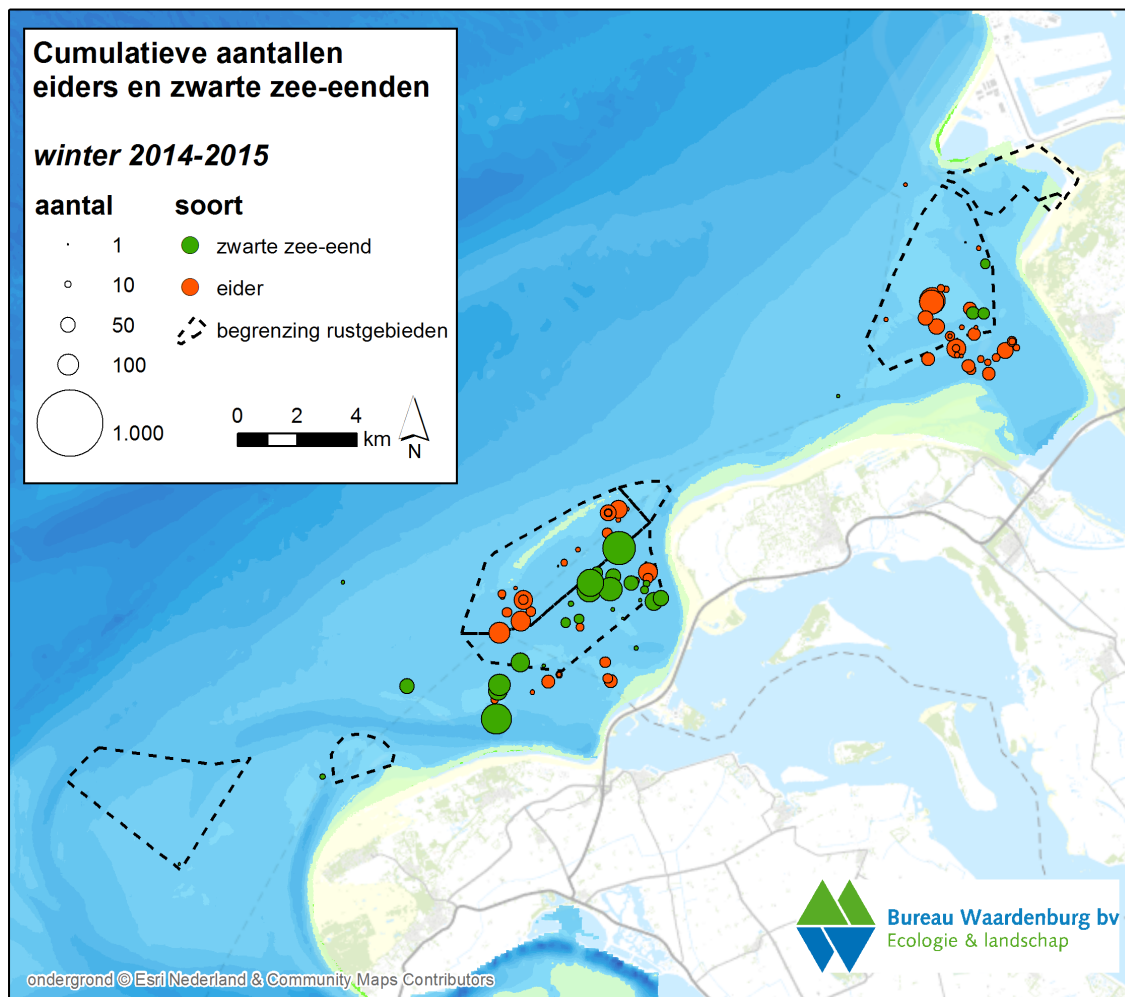 Cumulatieve aantallen
eiders en zwarte zee-eenden
winter 2014-2015
aantal soort
1 zwarte zee-eend
10 eider
50 begrenzing rustgebieden
100
1.000
0 2 4
km
N
Bureau Waardenburg bv
Ecologie & landschap
ondergrond © Esri Nederland & Community Maps Contributors